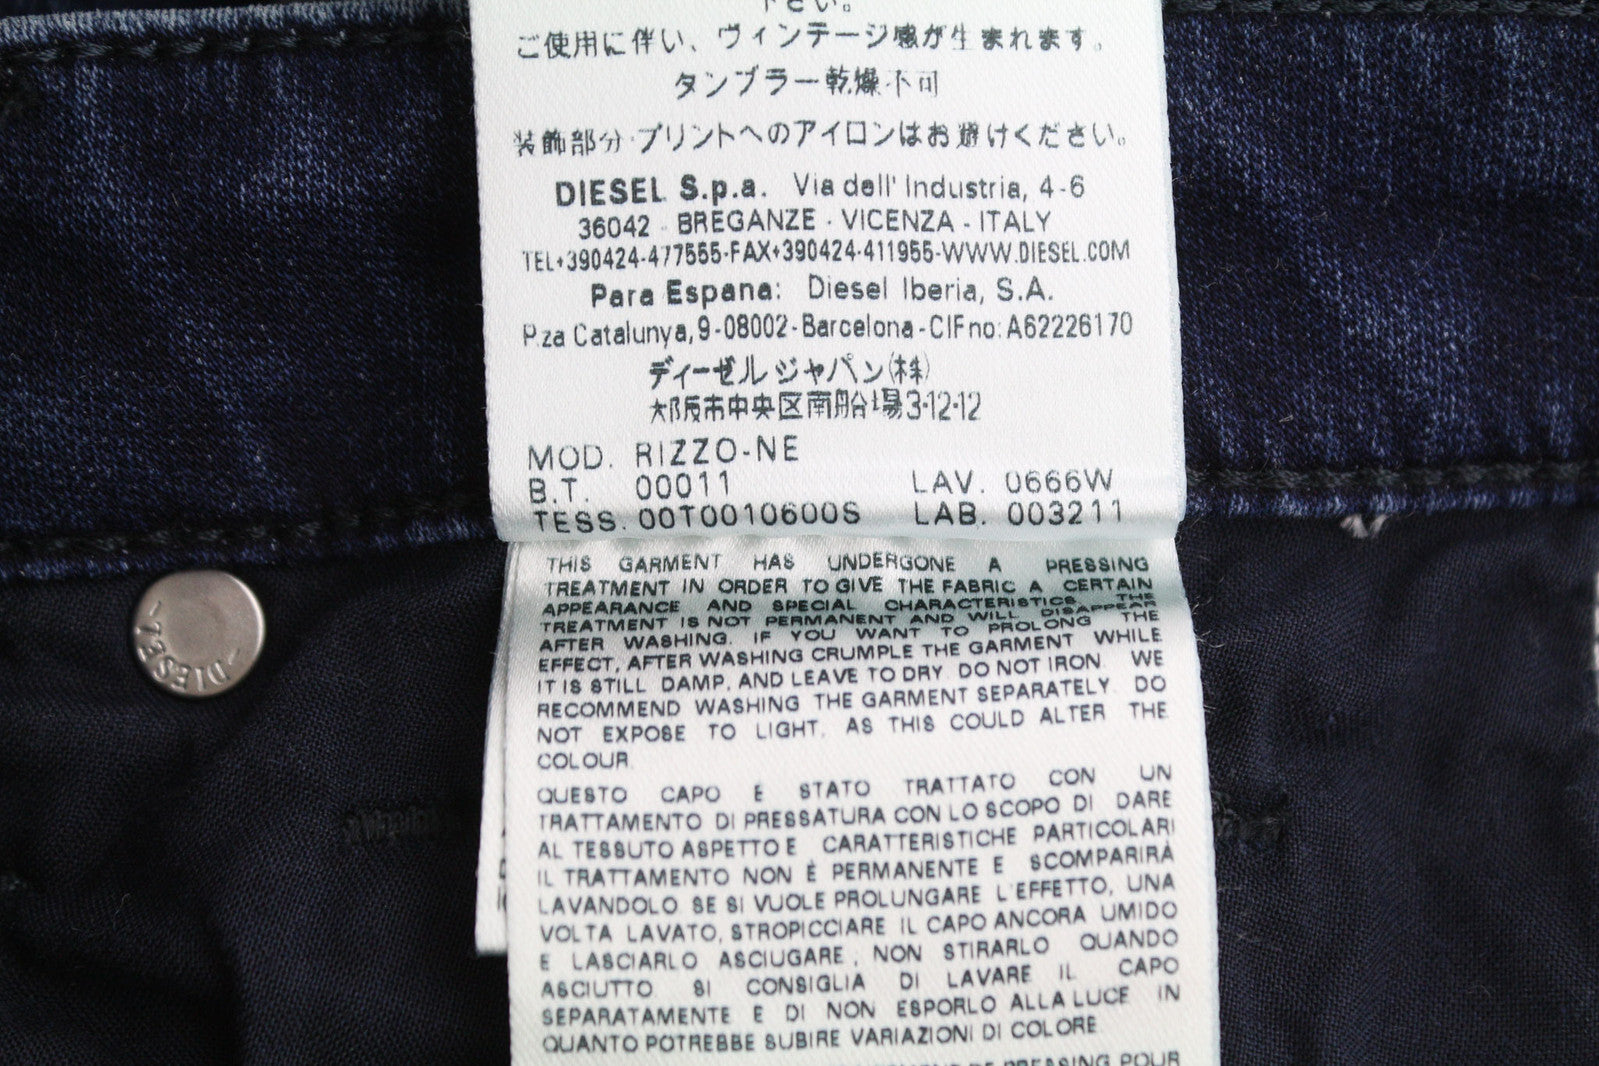 下さい。
ご使用に伴い、ヴィンテージ感が生まれます。
タンブラー乾燥不可
装飾部分・プリントへのアイロンはお避けください。
DIESEL S.p.a. Via dell' Industria, 4-6
36042 - BREGANZE - VICENZA - ITALY
TEL+390424-477555-FAX+390424-411955-WWW.DIESEL.COM
Para Espana: Diesel Iberia, S.A.
P.za Catalunya,9-08002-Barcelona-CIF no: A62226170
ディーゼル ジャパン(株)
大阪市中央区南船場3-12-12
MOD. RIZZO-NE
B.T. 00011 LAV. 0666W
TESS. 00T0010600S LAB. 003211
THIS GARMENT HAS UNDERGONE A PRESSING
TREATMENT IN ORDER TO GIVE THE FABRIC A CERTAIN
APPEARANCE AND SPECIAL CHARACTERISTICS. THE
TREATMENT IS NOT PERMANENT AND WILL DISAPPEAR
AFTER WASHING. IF YOU WANT TO PROLONG THE
EFFECT, AFTER WASHING CRUMPLE THE GARMENT WHILE
IT IS STILL DAMP, AND LEAVE TO DRY. DO NOT IRON. WE
RECOMMEND WASHING THE GARMENT SEPARATELY. DO
NOT EXPOSE TO LIGHT, AS THIS COULD ALTER THE
COLOUR.
QUESTO CAPO È STATO TRATTATO CON UN
TRATTAMENTO DI PRESSATURA CON LO SCOPO DI DARE
AL TESSUTO ASPETTO E CARATTERISTICHE PARTICOLARI
IL TRATTAMENTO NON È PERMANENTE E SCOMPARIRÀ
LAVANDOLO SE SI VUOLE PROLUNGARE L'EFFETTO, UNA
VOLTA LAVATO, STROPICCIARE IL CAPO ANCORA UMIDO
E LASCIARLO ASCIUGARE, NON STIRARLO QUANDO
ASCIUTTO. SI CONSIGLIA DI LAVARE IL CAPO
SEPARATAMENTE E DI NON ESPORLO ALLA LUCE IN
QUANTO POTREBBE SUBIRE VARIAZIONI DI COLORE
PRESSING POUR
-DIESEL-